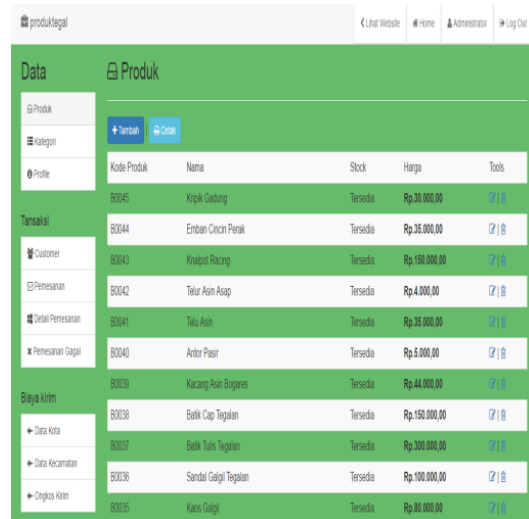 produktegal
Lihat Website
Home
Administrator
Log Out
Data
Produk
Kategori
Profile
Tansaksi
Customer
Pemesanan
Detail Pemesanan
Pemesanan Gagal
Biaya kirim
Data Kota
Data Kecamatan
Ongkos Kirim
Produk
+Tambah | Cetak
Kode Produk Nama Stock Harga Tools
B0045 Kripik Gadung Tersedia Rp.30.000,00 |
B0044 Emban Cincin Perak Tersedia Rp.35.000,00 |
B0043 Knalpot Racing Tersedia Rp.150.000,00 |
B0042 Telur Asin Asap Tersedia Rp.4.000,00 |
B0041 Telu Asin Tersedia Rp.35.000,00 |
B0040 Antor Pasir Tersedia Rp.5.000,00 |
B0039 Kacang Asin Bogares Tersedia Rp.44.000,00 |
B0038 Batik Cap Tegalan Tersedia Rp.150.000,00 |
B0037 Batik Tulis Tegalan Tersedia Rp.300.000,00 |
B0036 Sandal Galgil Tegalan Tersedia Rp.100.000,00 |
B0035 Kaos Galgil Tersedia Rp.80.000,00 |